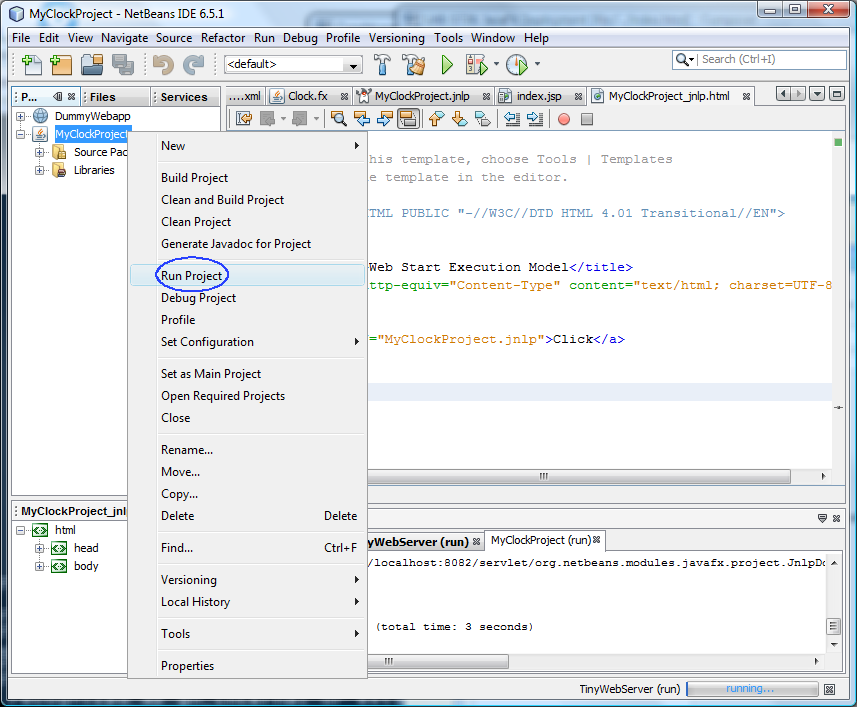 MyClockProject - NetBeans IDE 6.5.1
File Edit View Navigate Source Refactor Run Debug Profile Versioning Tools Window Help
<default>
Search (Ctrl+I)
P... Files Services
....xml Clock.fx MyClockProject.jnlp index.jsp MyClockProject_jnlp.html
DummyWebapp
MyClockProject
Source Pac
Libraries
New
Build Project
Clean and Build Project
Clean Project
Generate Javadoc for Project
Run Project
Debug Project
Profile
Set Configuration
Set as Main Project
Open Required Projects
Close
Rename...
Move...
Copy...
Delete Delete
Find... Ctrl+F
Versioning
Local History
Tools
Properties
his template, choose Tools | Templates
e template in the editor.
TML PUBLIC "-//W3C//DTD HTML 4.01 Transitional//EN">
Web Start Execution Model</title>
ttp-equiv="Content-Type" content="text/html; charset=UTF-8
="MyClockProject.jnlp">Click</a>
MyClockProject_jnl
html
head
body
yWebServer (run) MyClockProject (run)
/localhost:8082/servlet/org.netbeans.modules.javafx.project.JnlpDo
(total time: 3 seconds)
TinyWebServer (run) running...